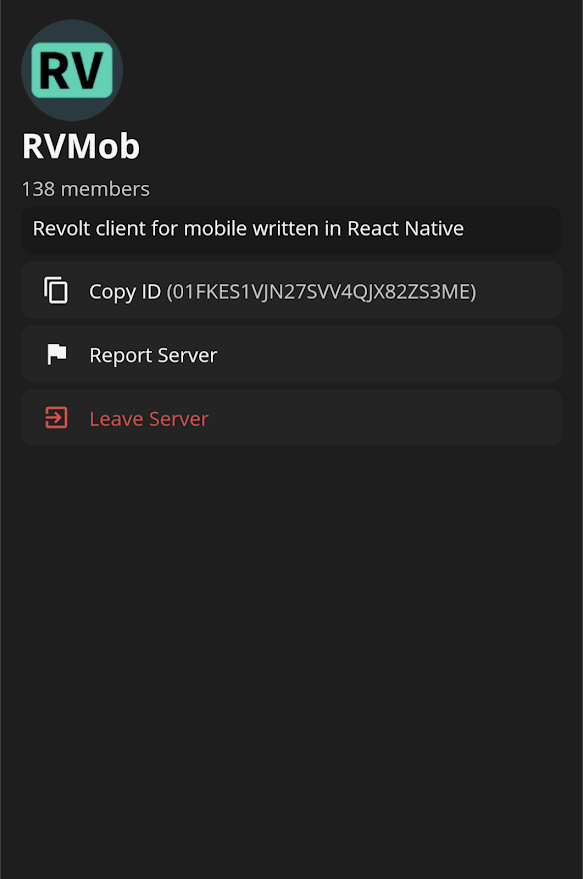 RV
RVMob
138 members
Revolt client for mobile written in React Native
Copy ID (01FKES1VJN27SVV4QJX82ZS3ME)
Report Server
Leave Server